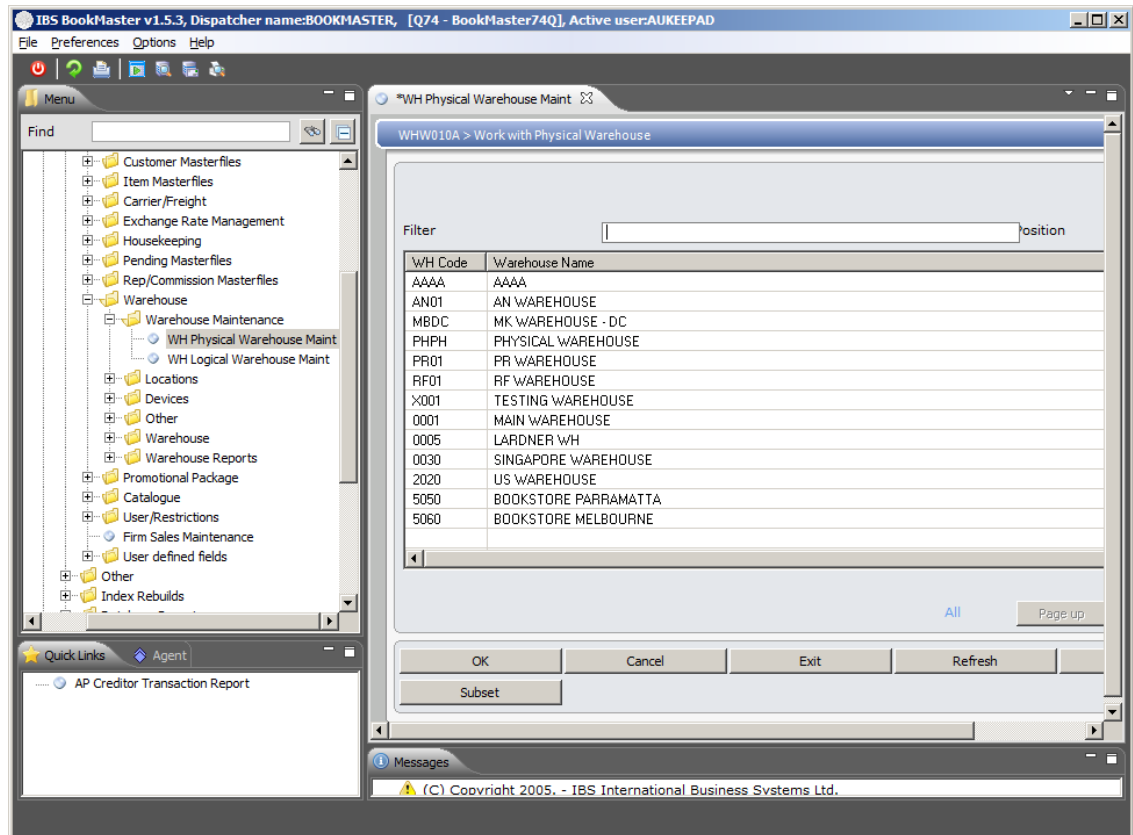 IBS BookMaster v1.5.3, Dispatcher name:BOOKMASTER, [Q74 - BookMaster74Q], Active user:AUKEEPAD
File Preferences Options Help
Menu
Find
Customer Masterfiles
Item Masterfiles
Carrier/Freight
Exchange Rate Management
Housekeeping
Pending Masterfiles
Rep/Commission Masterfiles
Warehouse
Warehouse Maintenance
WH Physical Warehouse Maint
WH Logical Warehouse Maint
Locations
Devices
Other
Warehouse
Warehouse Reports
Promotional Package
Catalogue
User/Restrictions
Firm Sales Maintenance
User defined fields
Other
Index Rebuilds
Quick Links Agent
AP Creditor Transaction Report
*WH Physical Warehouse Maint
WHW010A > Work with Physical Warehouse
Filter Position
WH Code Warehouse Name
AAAA AAAA
AN01 AN WAREHOUSE
MBDC MK WAREHOUSE - DC
PHPH PHYSICAL WAREHOUSE
PR01 PR WAREHOUSE
RF01 RF WAREHOUSE
X001 TESTING WAREHOUSE
0001 MAIN WAREHOUSE
0005 LARDNER WH
0030 SINGAPORE WAREHOUSE
2020 US WAREHOUSE
5050 BOOKSTORE PARRAMATTA
5060 BOOKSTORE MELBOURNE
All Page up
OK Cancel Exit Refresh
Subset
Messages
(C) Copyright 2005. - IBS International Business Systems Ltd.